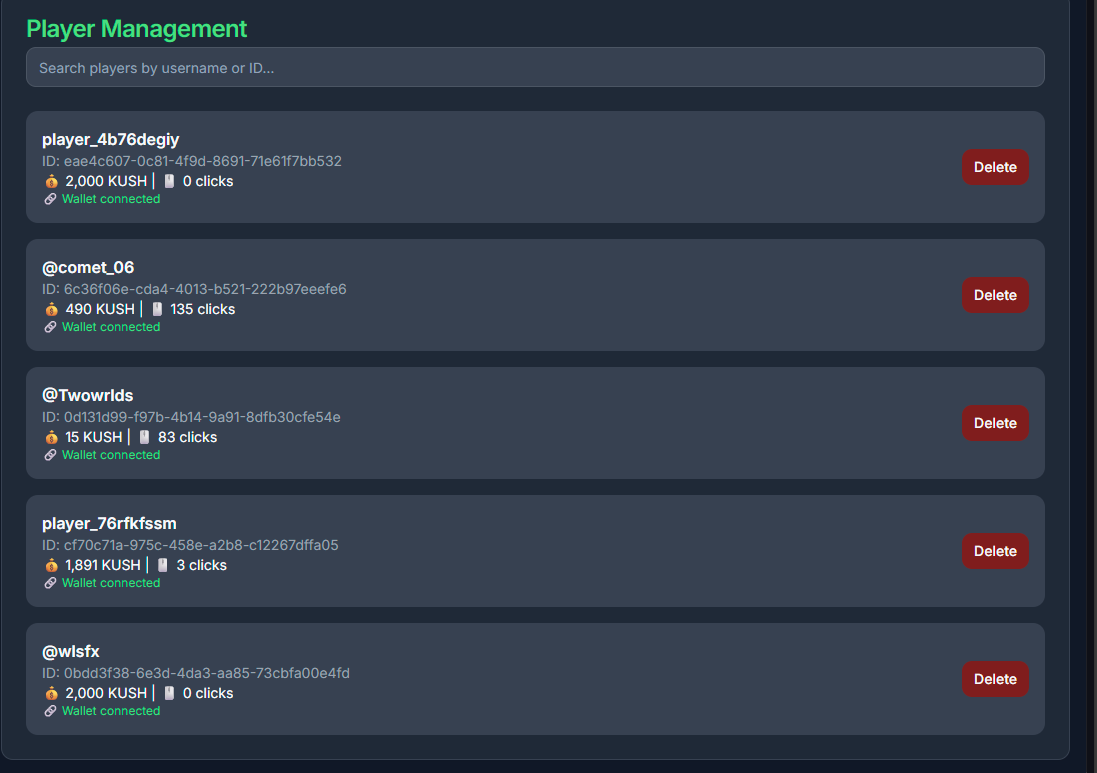 Player Management
Search players by username or ID...
player_4b76degiy
ID: eae4c607-0c81-4f9d-8691-71e61f7bb532
💰 2,000 KUSH | 🖱️ 0 clicks
🔗 Wallet connected
Delete
@comet_06
ID: 6c36f06e-cda4-4013-b521-222b97eeefe6
💰 490 KUSH | 🖱️ 135 clicks
🔗 Wallet connected
Delete
@Twowrlds
ID: 0d131d99-f97b-4b14-9a91-8dfb30cfe54e
💰 15 KUSH | 🖱️ 83 clicks
🔗 Wallet connected
Delete
player_76rfkfssm
ID: cf70c71a-975c-458e-a2b8-c12267dffa05
💰 1,891 KUSH | 🖱️ 3 clicks
🔗 Wallet connected
Delete
@wlsfx
ID: 0bdd3f38-6e3d-4da3-aa85-73cbfa00e4fd
💰 2,000 KUSH | 🖱️ 0 clicks
🔗 Wallet connected
Delete